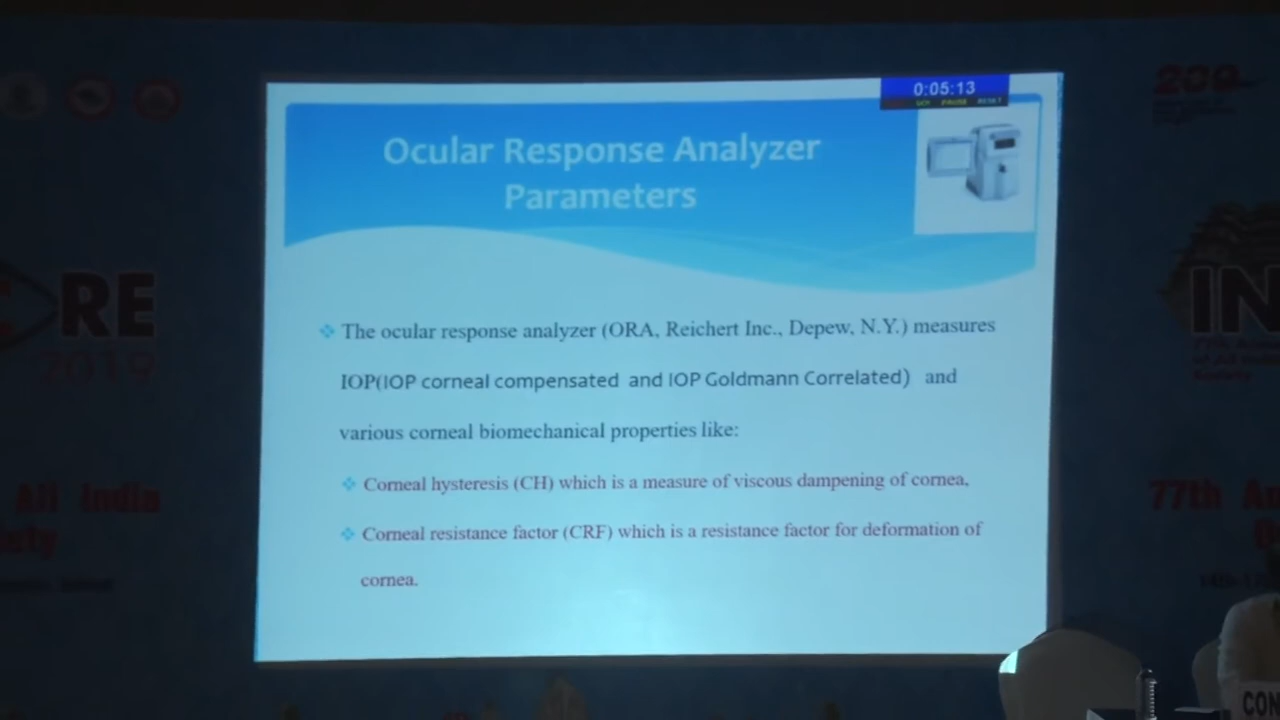 0:05:13
Ocular Response Analyzer
Parameters
The ocular response analyzer (ORA, Reichert Inc., Depew, N.Y.) measures
IOP(IOP corneal compensated and IOP Goldmann Correlated) and
various corneal biomechanical properties like:
Corneal hysteresis (CH) which is a measure of viscous dampening of cornea,
Corneal resistance factor (CRF) which is a resistance factor for deformation of
cornea.
RE
2019
All India
IN
77th
CON